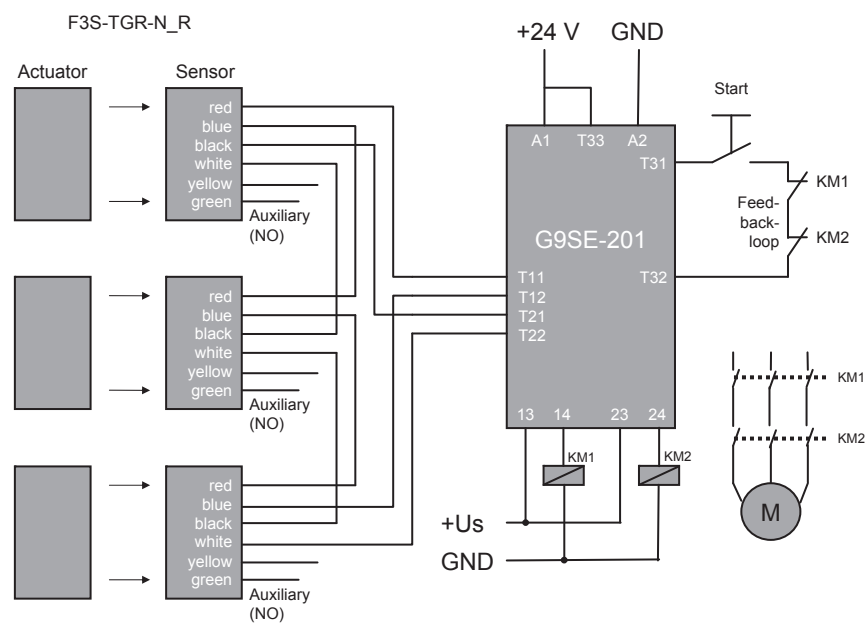 F3S-TGR-N_R
Actuator
Sensor
red
blue
black
white
yellow
green
Auxiliary
(NO)
red
blue
black
white
yellow
green
Auxiliary
(NO)
red
blue
black
white
yellow
green
Auxiliary
(NO)
+24 V
GND
A1
T33
A2
T31
G9SE-201
T11
T12
T21
T22
T32
13
14
23
24
Start
KM1
Feed-
back-
loop
KM2
KM1
KM2
+Us
GND
KM1
KM2
M